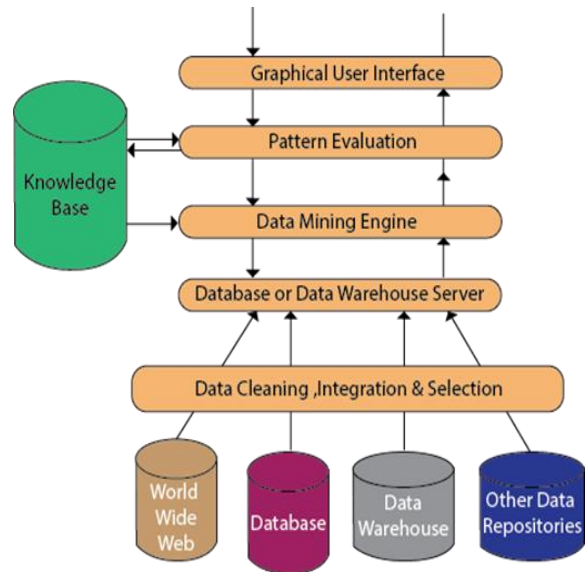 Graphical User Interface
Pattern Evaluation
Knowledge
Base
Data Mining Engine
Database or Data Warehouse Server
Data Cleaning ,Integration & Selection
World
Wide
Web
Database
Data
Warehouse
Other Data
Repositories